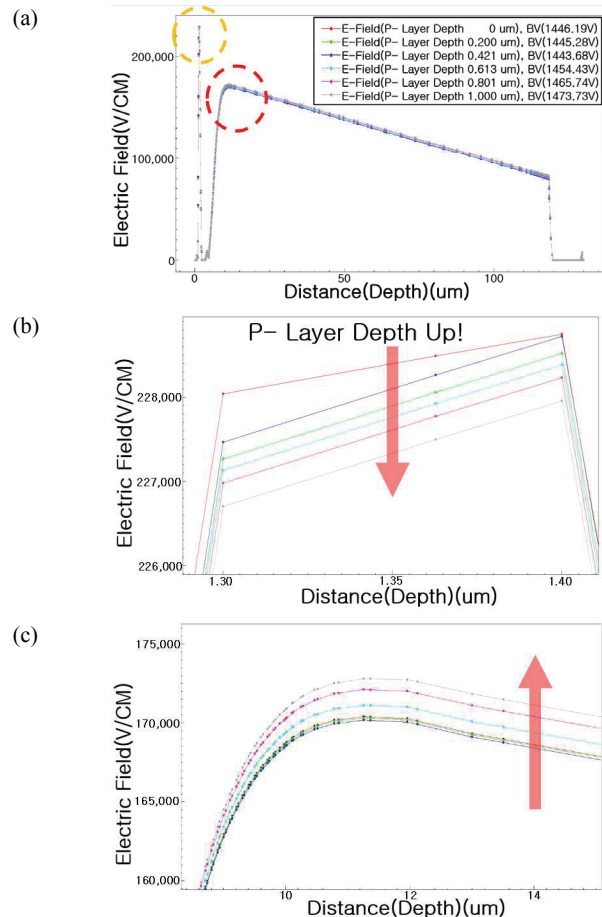 (a)
E-Field(P- Layer Depth 0 um), BV(1446.19V)
E-Field(P- Layer Depth 0.200 um), BV(1445.28V)
E-Field(P- Layer Depth 0.421 um), BV(1443.68V)
E-Field(P- Layer Depth 0.613 um), BV(1454.43V)
E-Field(P- Layer Depth 0.801 um), BV(1465.74V)
E-Field(P- Layer Depth 1.000 um), BV(1473.73V)
Electric Field(V/CM)
200,000
100,000
0
0 50 100
Distance(Depth)(um)
(b)
P- Layer Depth Up!
Electric Field(V/CM)
228,000
227,000
226,000
1.30 1.35 1.40
Distance(Depth)(um)
(c)
Electric Field(V/CM)
175,000
170,000
165,000
160,000
10 12 14
Distance(Depth)(um)